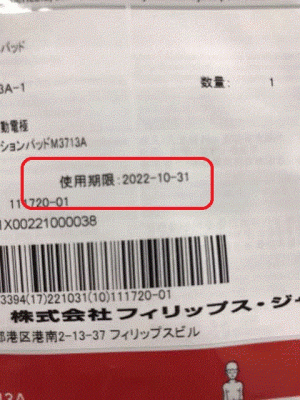 パッド
3A-1
数量: 1
動電極
ションパッドM3713A
使用期限:2022-10-31
111720-01
1X00221000038
3394(17)221031(10)111720-01
株式会社フィリップス・ジャ
都港区港南2-13-37 フィリップスビル
13A